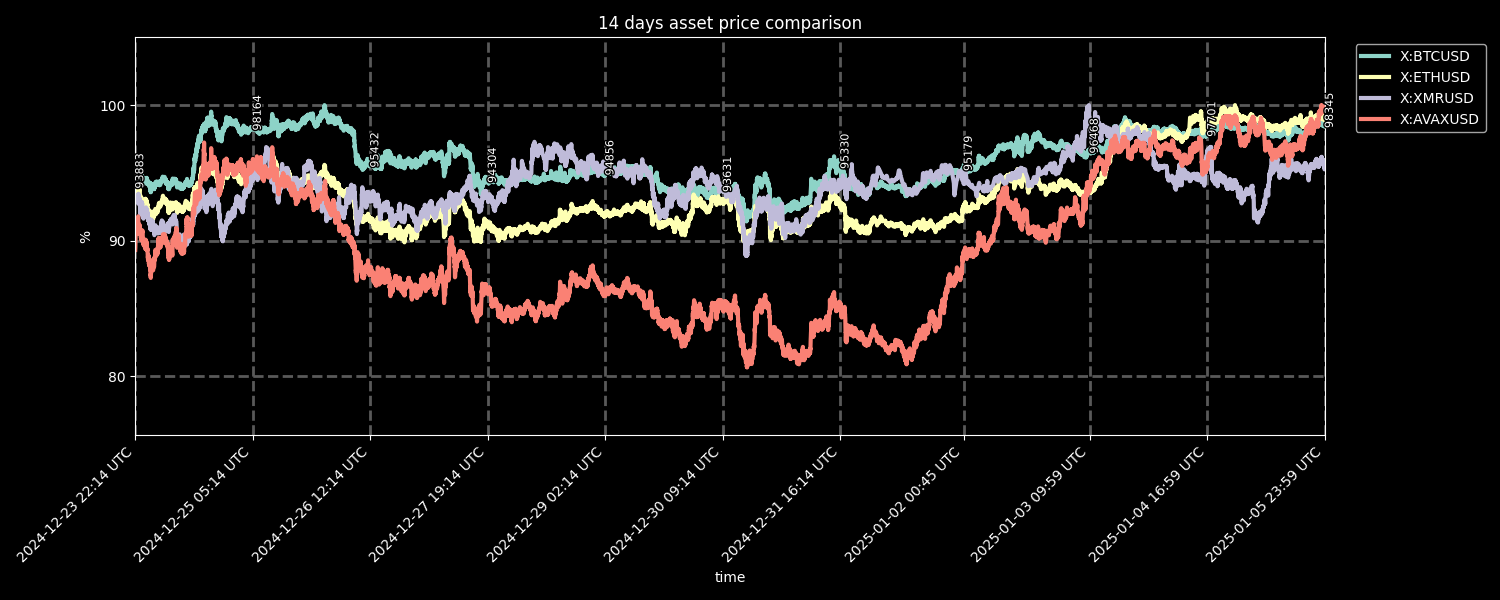 14 days asset price comparison
X:BTCUSD
X:ETHUSD
X:XMRUSD
X:AVAXUSD
100
90
80
%
93883
98164
95432
94304
94856
93631
95330
95179
96468
97701
98345
2024-12-23 22:14 UTC
2024-12-25 05:14 UTC
2024-12-26 12:14 UTC
2024-12-27 19:14 UTC
2024-12-29 02:14 UTC
2024-12-30 09:14 UTC
2024-12-31 16:14 UTC
2025-01-02 00:45 UTC
2025-01-03 09:59 UTC
2025-01-04 16:59 UTC
2025-01-05 23:59 UTC
time